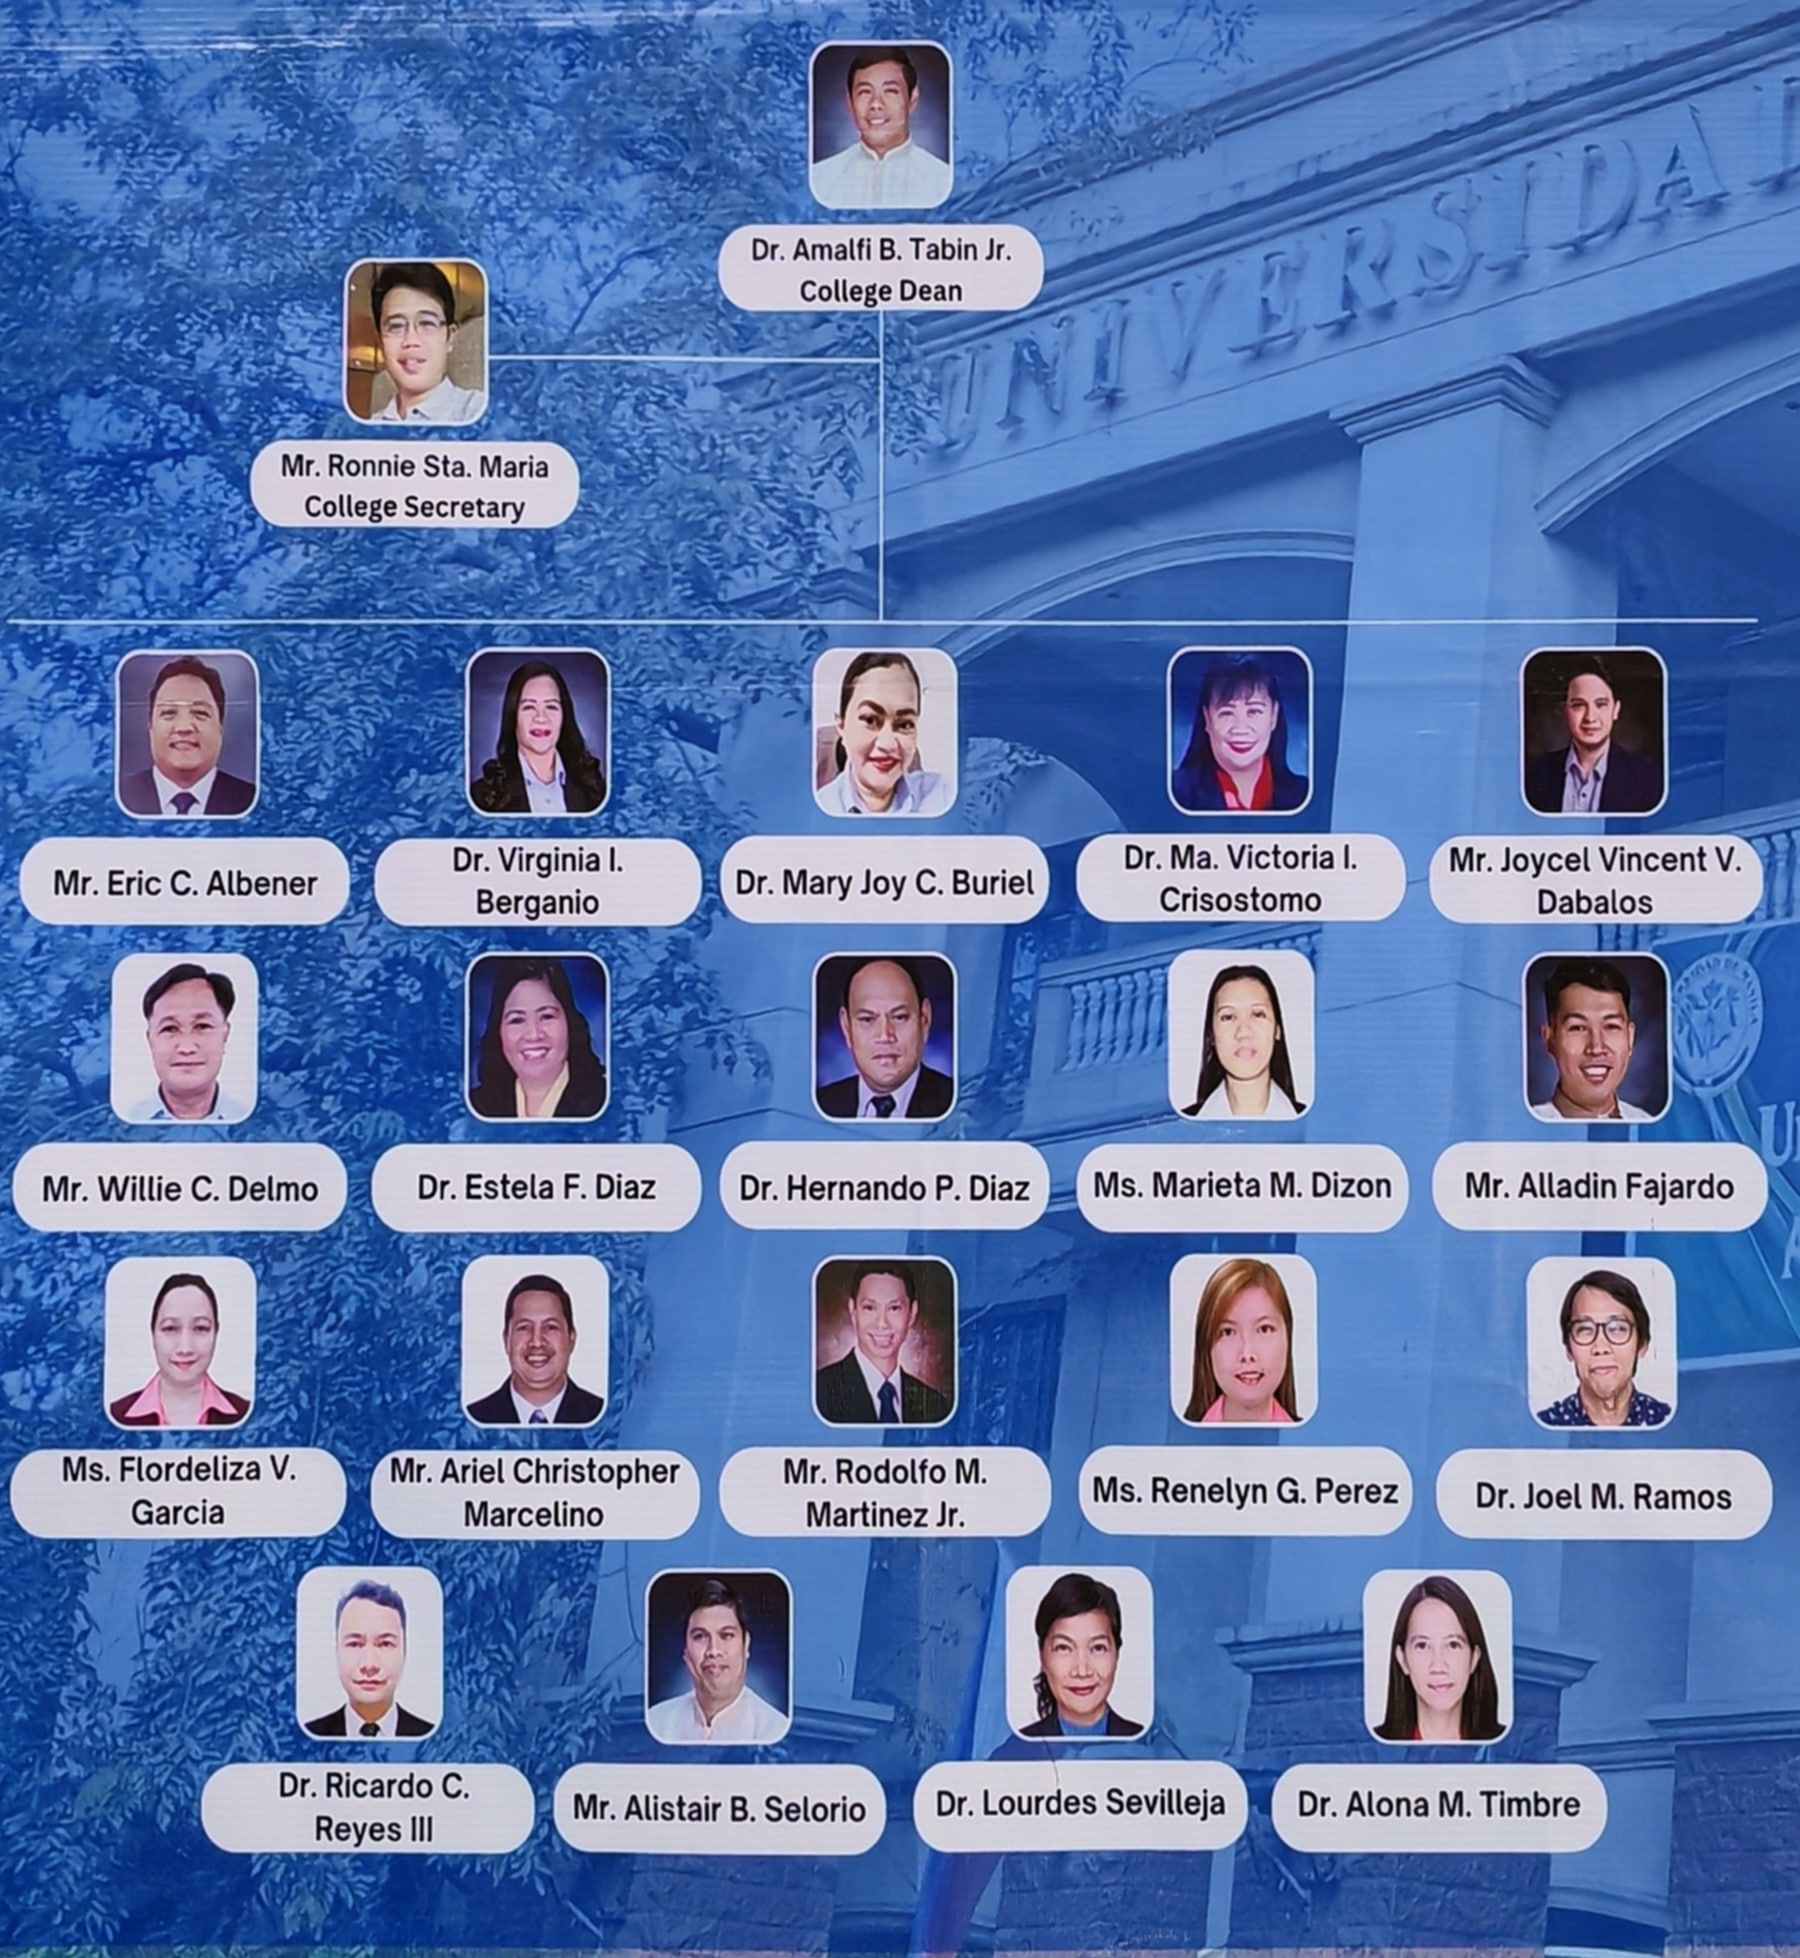 UNIVERSIDAD
Dr. Amalfi B. Tabin Jr.
College Dean
Mr. Ronnie Sta. Maria
College Secretary
Mr. Eric C. Albener
Dr. Virginia I.
Berganio
Dr. Mary Joy C. Buriel
Dr. Ma. Victoria I.
Crisostomo
Mr. Joycel Vincent V.
Dabalos
Mr. Willie C. Delmo
Dr. Estela F. Diaz
Dr. Hernando P. Diaz
Ms. Marieta M. Dizon
Mr. Alladin Fajardo
Ms. Flordeliza V.
Garcia
Mr. Ariel Christopher
Marcelino
Mr. Rodolfo M.
Martinez Jr.
Ms. Renelyn G. Perez
Dr. Joel M. Ramos
Dr. Ricardo C.
Reyes III
Mr. Alistair B. Selorio
Dr. Lourdes Sevilleja
Dr. Alona M. Timbre